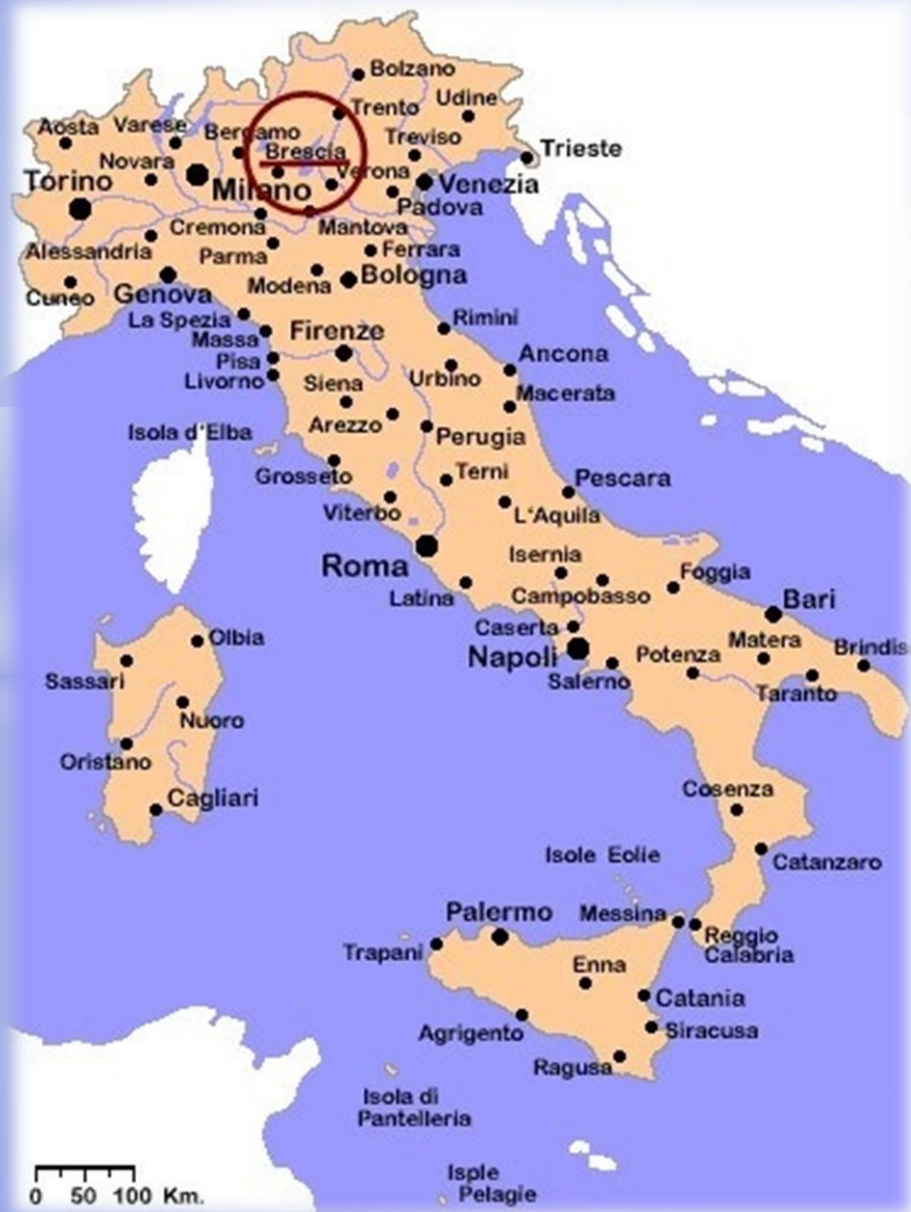 Bolzano
Trento
Udine
Aosta
Varese
Bergamo
Treviso
Brescia
Trieste
Novara
Verona
Torino
Milano
Venezia
Padova
Cremona
Mantova
Alessandria
Parma
Ferrara
Modena
Bologna
Cuneo
Genova
La Spezia
Rimini
Massa
Firenze
Pisa
Ancona
Livorno
Siena
Urbino
Macerata
Arezzo
Isola d'Elba
Perugia
Grosseto
Terni
Pescara
Viterbo
L'Aquila
Isernia
Roma
Foggia
Latina
Campobasso
Bari
Caserta
Olbia
Matera
Brindis
Napoli
Potenza
Sassari
Salerno
Taranto
Nuoro
Oristano
Cosenza
Cagliari
Isole Eolie
Catanzaro
Palermo
Messina
Reggio
Calabria
Trapani
Enna
Catania
Agrigento
Siracusa
Ragusa
Isola di
Pantelleria
Isple
Pelagie
0 50 100 Km.